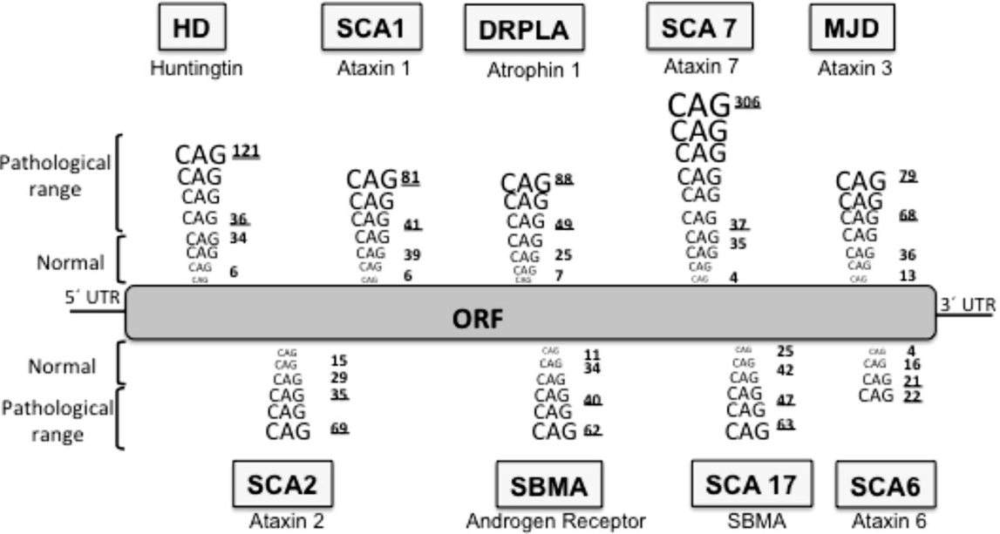 HD SCA1 DRPLA SCA 7 MJD
Huntingtin Ataxin 1 Atrophin 1 Ataxin 7 Ataxin 3
CAG 306
CAG
CAG 121 CAG
Pathological
range
CAG CAG 81 CAG 88 CAG CAG 79
CAG CAG CAG CAG CAG
CAG 36 CAG 41 CAG 49 CAG 37 CAG 68
CAG 34 CAG CAG CAG 35 CAG
Normal
CAG CAG 39 CAG 25 CAG CAG 36
CAG 6 CAG CAG CAG CAG
CAG CAG 6 CAG 7 CAG 4 CAG 13
5´ UTR ORF 3´ UTR
CAG CAG 11 CAG 25 CAG 4
Normal
CAG 15 CAG 34 CAG 42 CAG 16
CAG 29 CAG CAG CAG 21
Pathological
range
CAG 35 CAG 40 CAG 47 CAG 22
CAG CAG CAG
CAG 69 CAG 62 CAG 63
SCA2 SBMA SCA 17 SCA6
Ataxin 2 Androgen Receptor SBMA Ataxin 6